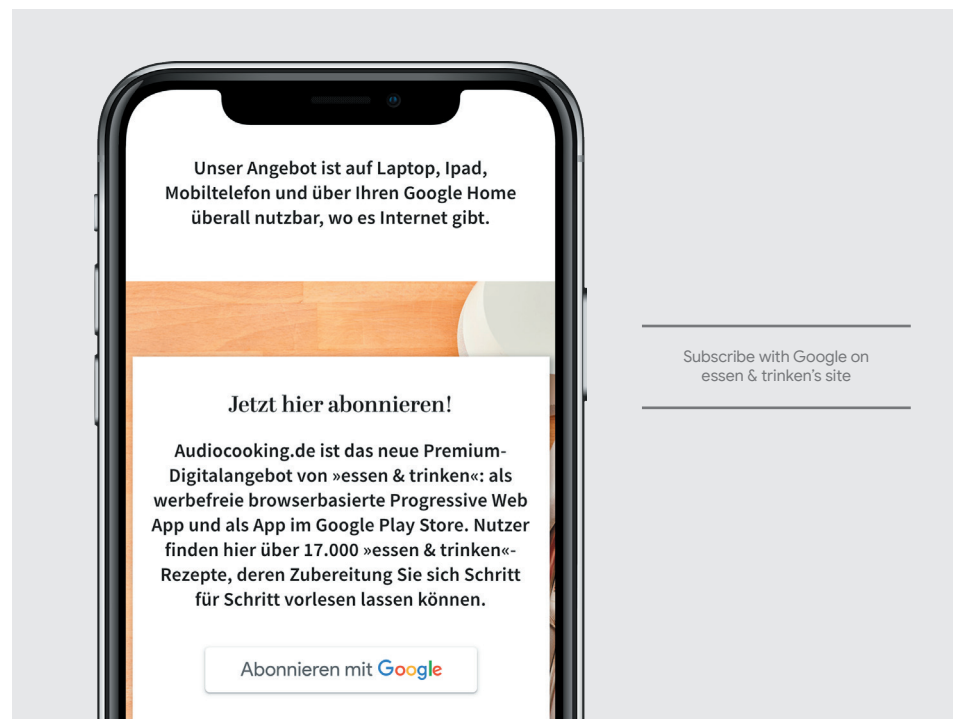 Unser Angebot ist auf Laptop, Ipad,
Mobiltelefon und über Ihren Google Home
überall nutzbar, wo es Internet gibt.
Jetzt hier abonnieren!
Audiocooking.de ist das neue Premium-
Digitalangebot von »essen & trinken«: als
werbefreie browserbasierte Progressive Web
App und als App im Google Play Store. Nutzer
finden hier über 17.000 »essen & trinken«-
Rezepte, deren Zubereitung Sie sich Schritt
für Schritt vorlesen lassen können.
Abonnieren mit Google
Subscribe with Google on
essen & trinken's site